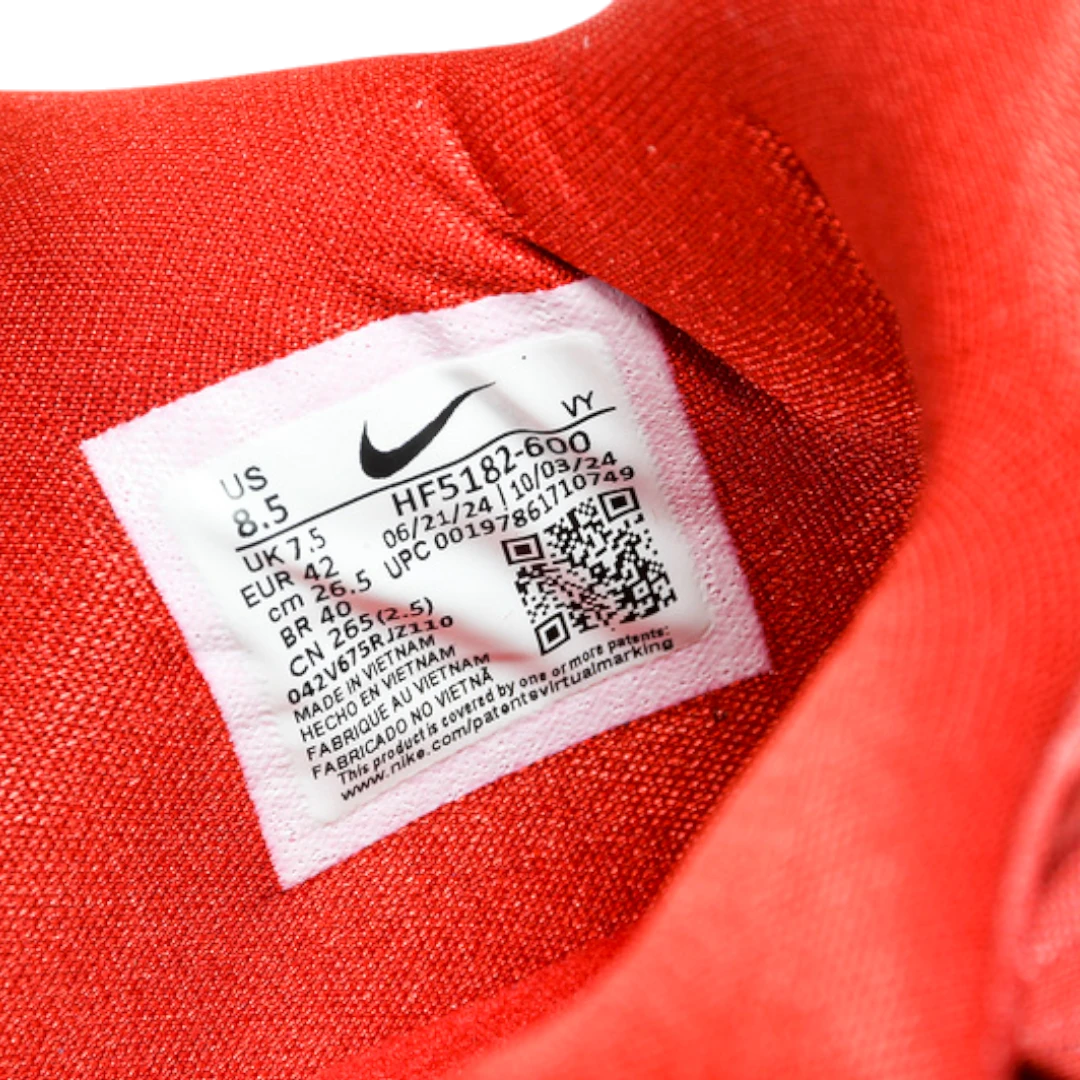 US
8.5
VY
HF5182-600
06/21/24 | 10/03/24
UPC 00197861710749
UK 7.5
EUR 42
cm 26.5
BR 40
CN 265(2.5)
042V675RJZ110
MADE IN VIETNAM
HECHO EN VIETNAM
FABRIQUE AU VIETNAM
FABRICADO NO VIETNÃ
This product is covered by one or more patents:
www.nike.com/patentsvirtualmarking